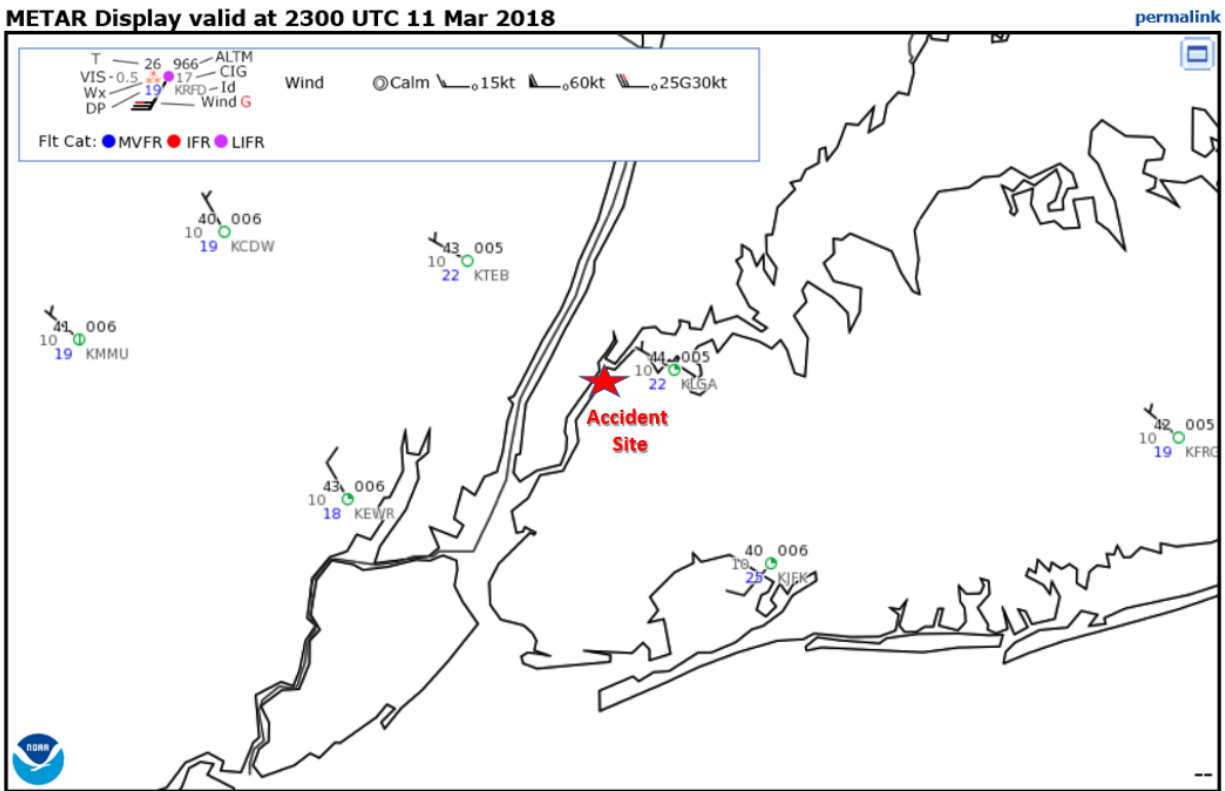 METAR Display valid at 2300 UTC 11 Mar 2018
permalink
T 26 966 ALTM
VIS - 0.5 17 CIG
Wx KRFD Id
DP 19 Wind G
Wind Calm 15kt 60kt 25G30kt
Flt Cat: MVFR IFR LIFR
40 006
10
19 KCDW
43 005
10
22 KTEB
41 006
10
19 KMMU
44 005
10
22 KLGA
Accident
Site
42 005
10
19 KFRG
43 006
10
18 KEWR
40 006
10
25 KJFK
NOAA
--